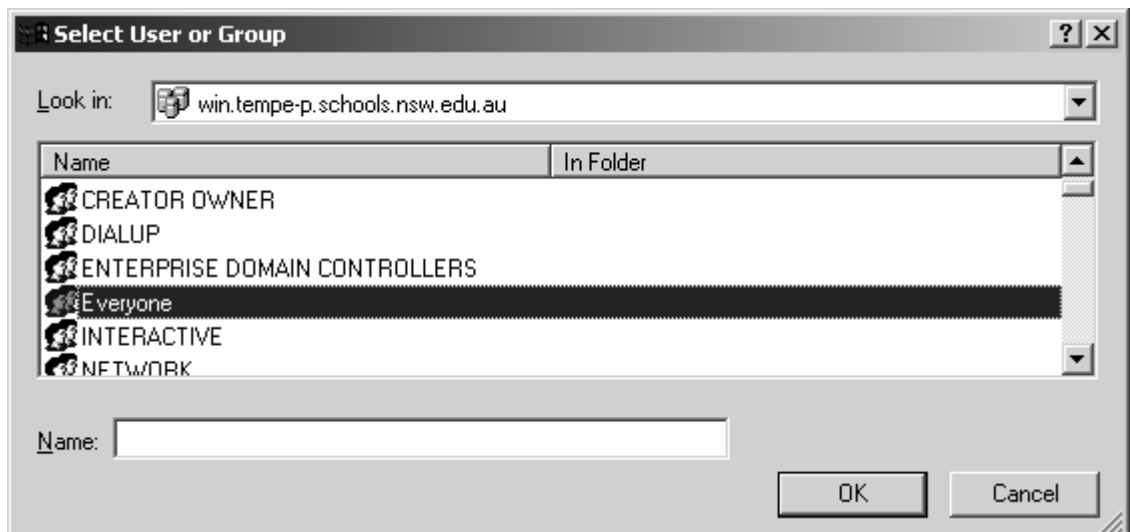 Select User or Group
Look in: win.tempe-p.schools.nsw.edu.au
Name In Folder
CREATOR OWNER
DIALUP
ENTERPRISE DOMAIN CONTROLLERS
Everyone
INTERACTIVE
NETWORK
Name:
OK Cancel